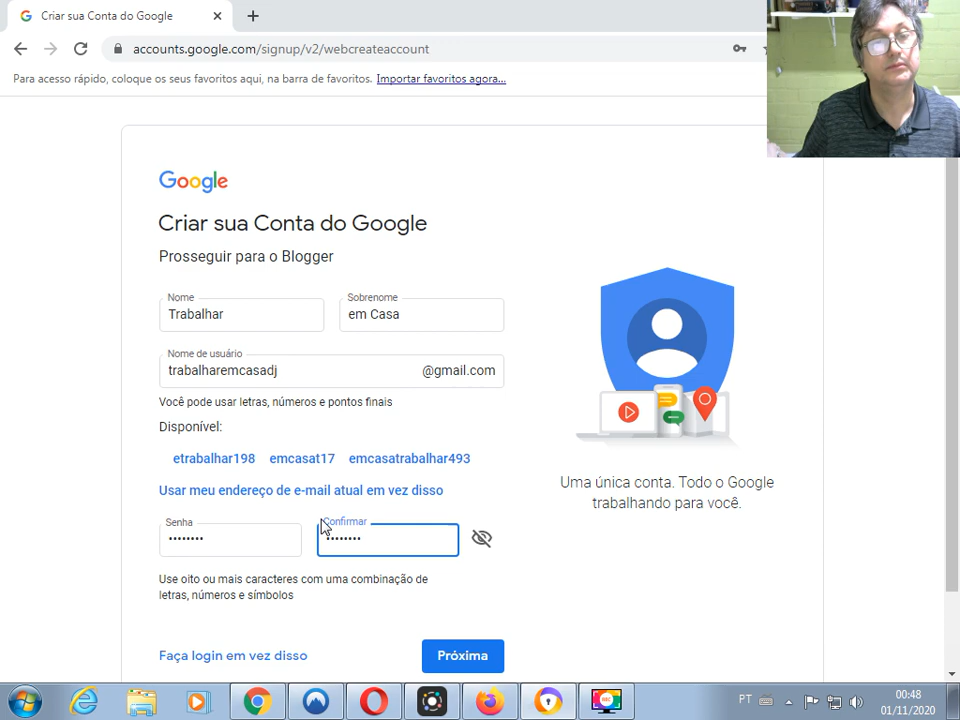 Criar sua Conta do Google
accounts.google.com/signup/v2/webcreateaccount
Para acesso rápido, coloque os seus favoritos aqui, na barra de favoritos. Importar favoritos agora...
Google
Criar sua Conta do Google
Prosseguir para o Blogger
Nome
Sobrenome
Trabalhar
em Casa
Nome de usuário
trabalharemcasadj @gmail.com
Você pode usar letras, números e pontos finais
Disponível:
etrabalhar198 emcasat17 emcasatrabalhar493
Usar meu endereço de e-mail atual em vez disso
Senha
Confirmar
••••••••
••••••••
Use oito ou mais caracteres com uma combinação de
letras, números e símbolos
Faça login em vez disso
Próxima
Uma única conta. Todo o Google
trabalhando para você.
PT
00:48
01/11/2020